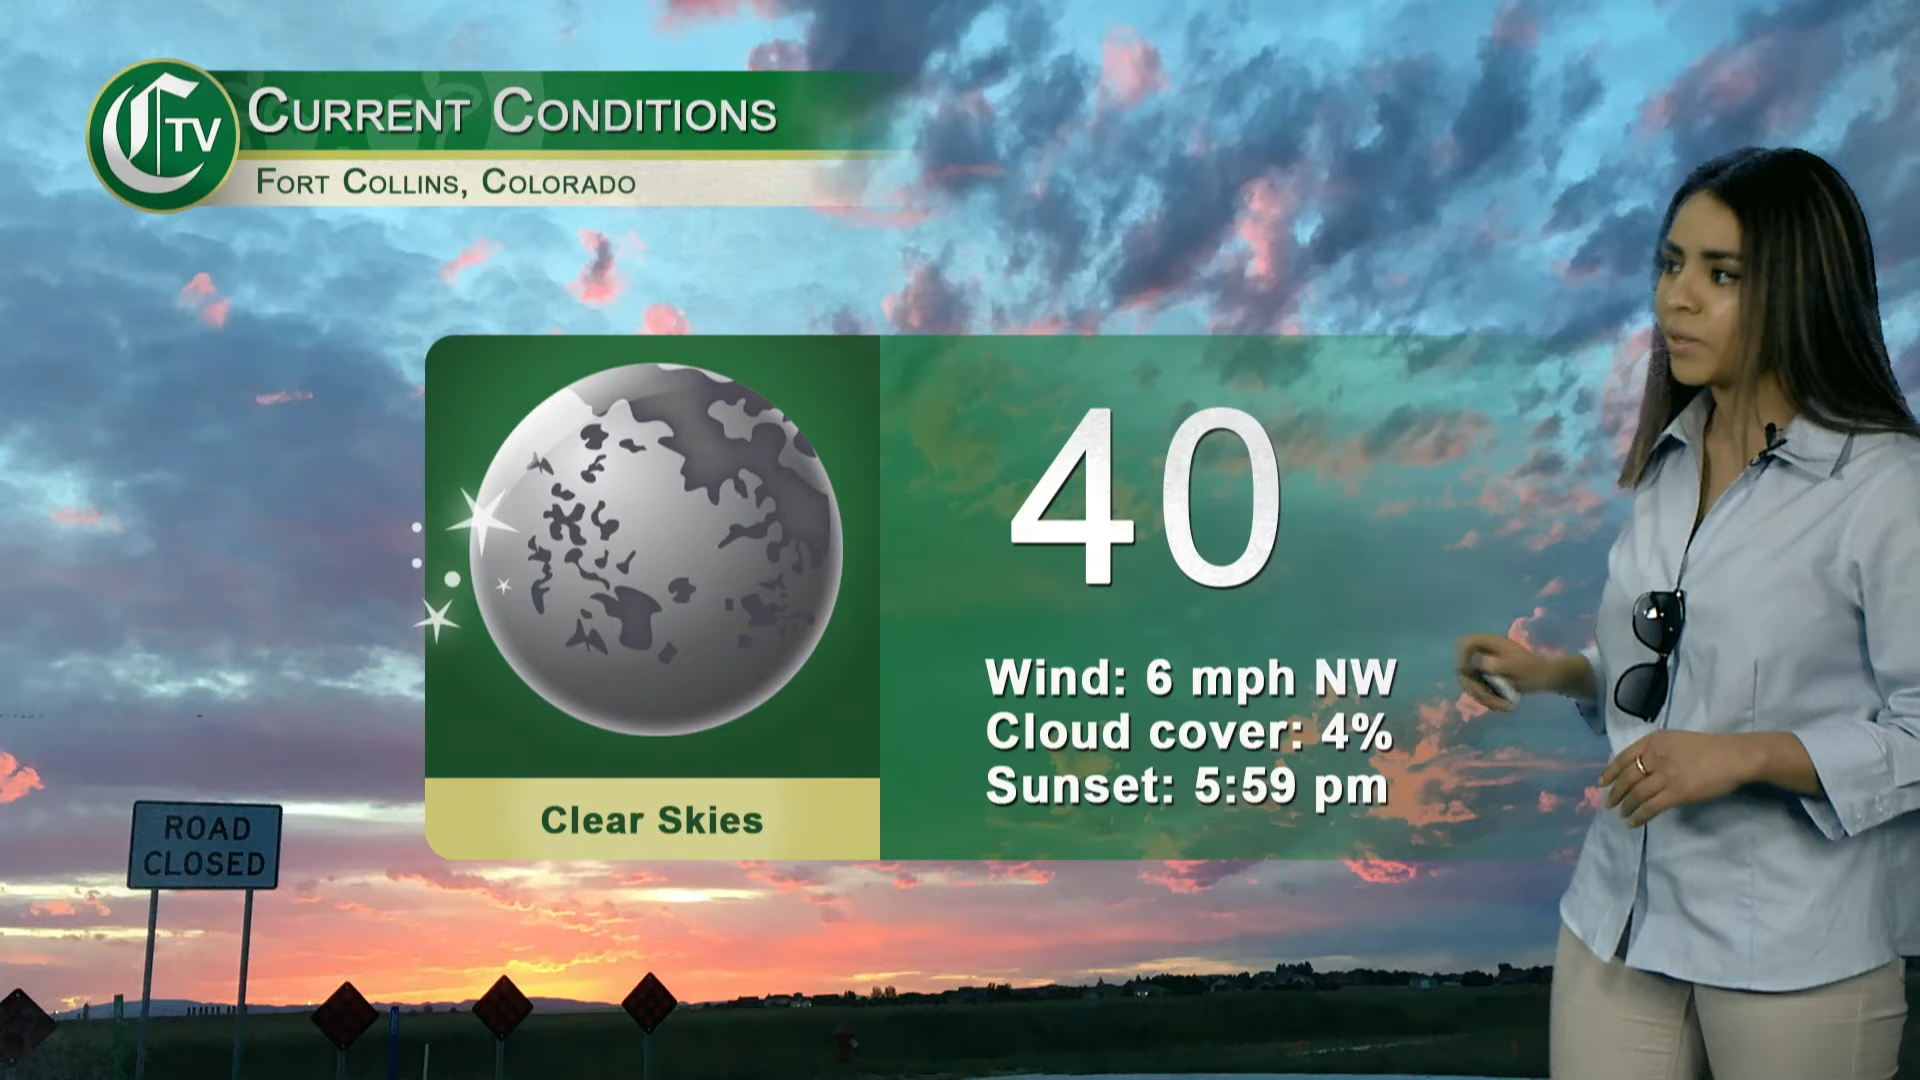 CTV
CURRENT CONDITIONS
FORT COLLINS, COLORADO
40
Wind: 6 mph NW
Cloud cover: 4%
Sunset: 5:59 pm
Clear Skies
ROAD
CLOSED